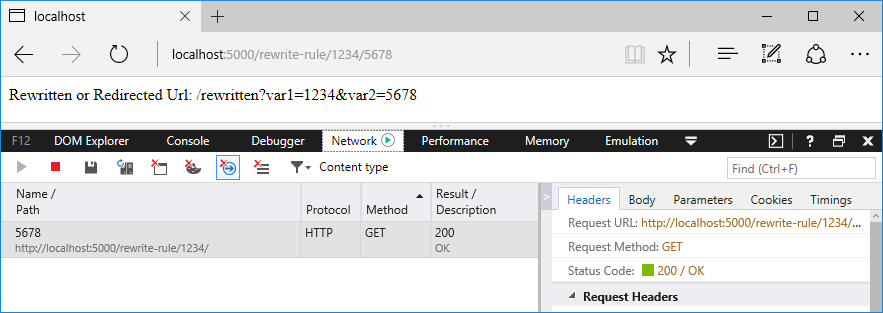 localhost
localhost:5000/rewrite-rule/1234/5678
Rewritten or Redirected Url: /rewritten?var1=1234&var2=5678
F12 DOM Explorer Console Debugger Network Performance Memory Emulation ?
Content type Find (Ctrl+F)
Name / Path Protocol Method Result / Description
5678 HTTP GET 200
http://localhost:5000/rewrite-rule/1234/ OK
Headers Body Parameters Cookies Timings
Request URL: http://localhost:5000/rewrite-rule/1234/...
Request Method: GET
Status Code: 200 / OK
Request Headers